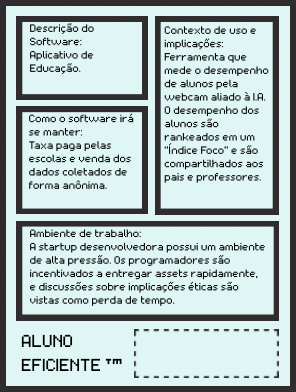 Descrição do
Software:
Aplicativo de
Educação.
Como o software irá
se manter:
Taxa paga pelas
escolas e venda dos
dados coletados de
forma anônima.
Contexto de uso e
implicações:
Ferramenta que
mede o desempenho
de alunos pela
webcam aliado à I.A.
O desempenho dos
alunos são
rankeados em um
"Índice Foco" e são
compartilhados aos
pais e professores.
Ambiente de trabalho:
A startup desenvolvedora possui um ambiente
de alta pressão. Os programadores são
incentivados a entregar assets rapidamente,
e discussões sobre implicações éticas são
vistas como perda de tempo.
ALUNO
EFICIENTE ™